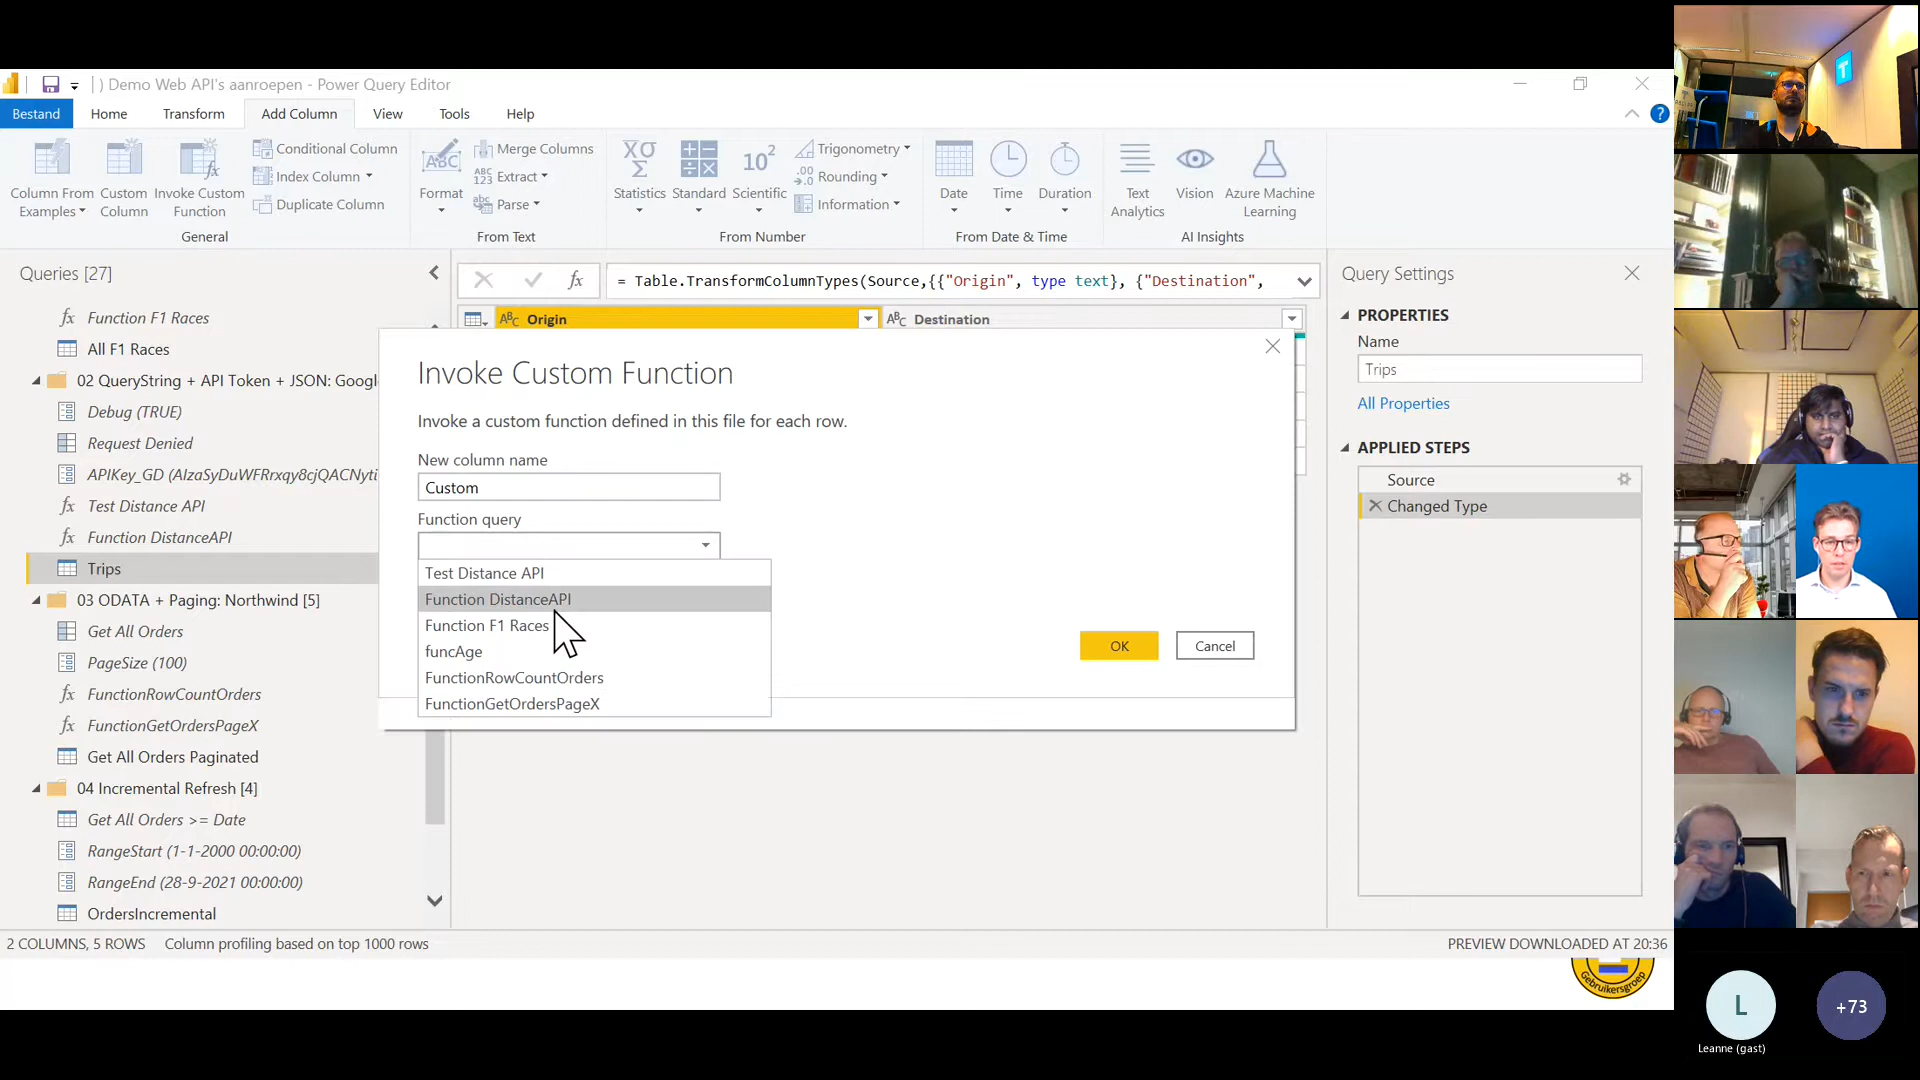 ) Demo Web API's aanroepen - Power Query Editor
Bestand Home Transform Add Column View Tools Help
Column From Examples
Custom Column
Invoke Custom Function
Conditional Column
Index Column
Duplicate Column
General
Format
Merge Columns
Extract
Parse
From Text
Statistics
Standard
Scientific
Trigonometry
Rounding
Information
From Number
Date
Time
Duration
From Date & Time
Text Analytics
Vision
Azure Machine Learning
AI Insights
Queries [27]
Function F1 Races
All F1 Races
02 QueryString + API Token + JSON: Googl
Debug (TRUE)
Request Denied
APIKey_GD (AIzaSyDuWFRrxqy8cjQACNyti
Test Distance API
Function DistanceAPI
Trips
03 ODATA + Paging: Northwind [5]
Get All Orders
PageSize (100)
FunctionRowCountOrders
FunctionGetOrdersPageX
Get All Orders Paginated
04 Incremental Refresh [4]
Get All Orders >= Date
RangeStart (1-1-2000 00:00:00)
RangeEnd (28-9-2021 00:00:00)
OrdersIncremental
= Table.TransformColumnTypes(Source,{{"Origin", type text}, {"Destination",
Origin
Destination
Invoke Custom Function
Invoke a custom function defined in this file for each row.
New column name
Custom
Function query
Test Distance API
Function DistanceAPI
Function F1 Races
funcAge
FunctionRowCountOrders
FunctionGetOrdersPageX
OK
Cancel
Query Settings
PROPERTIES
Name
Trips
All Properties
APPLIED STEPS
Source
Changed Type
2 COLUMNS, 5 ROWS Column profiling based on top 1000 rows
PREVIEW DOWNLOADED AT 20:36
Gebruikersgroep
L
+73
Leanne (gast)